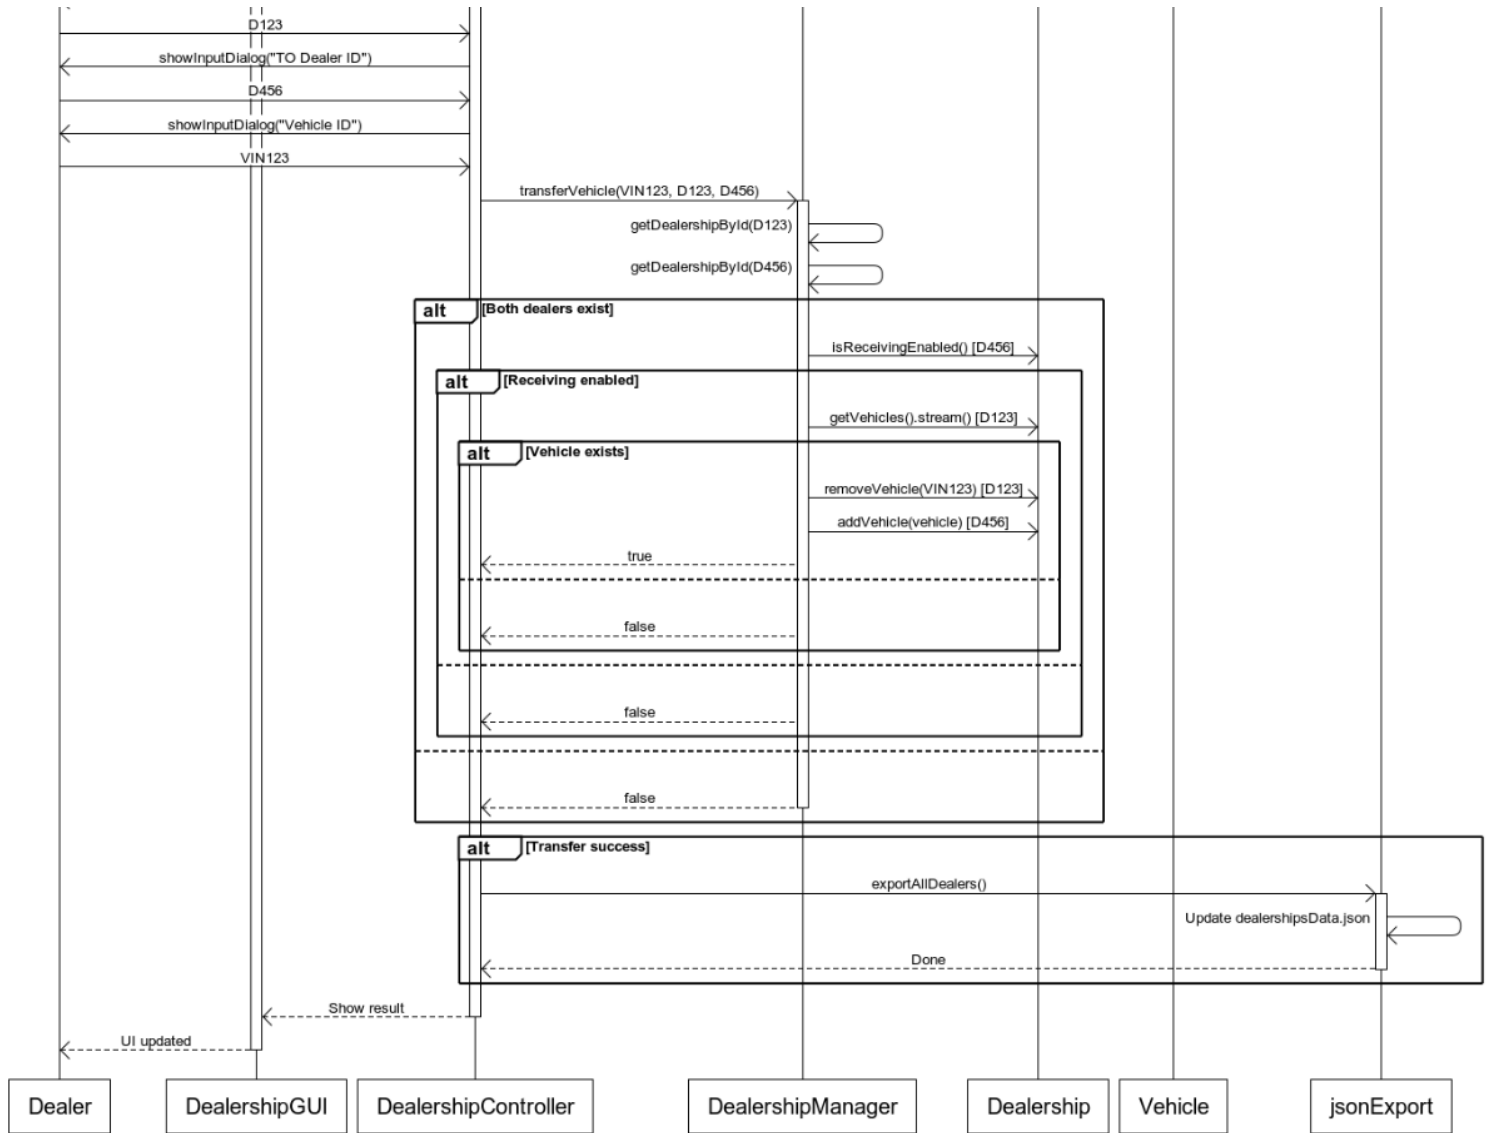 D123
showInputDialog("TO Dealer ID")
D456
showInputDialog("Vehicle ID")
VIN123
transferVehicle(VIN123, D123, D456)
getDealershipById(D123)
getDealershipById(D456)
alt [Both dealers exist]
isReceivingEnabled() [D456]
alt [Receiving enabled]
getVehicles().stream() [D123]
alt [Vehicle exists]
removeVehicle(VIN123) [D123]
addVehicle(vehicle) [D456]
true
false
false
false
alt [Transfer success]
exportAllDealers()
Update dealershipsData.json
Done
Show result
UI updated
Dealer DealershipGUI DealershipController DealershipManager Dealership Vehicle jsonExport